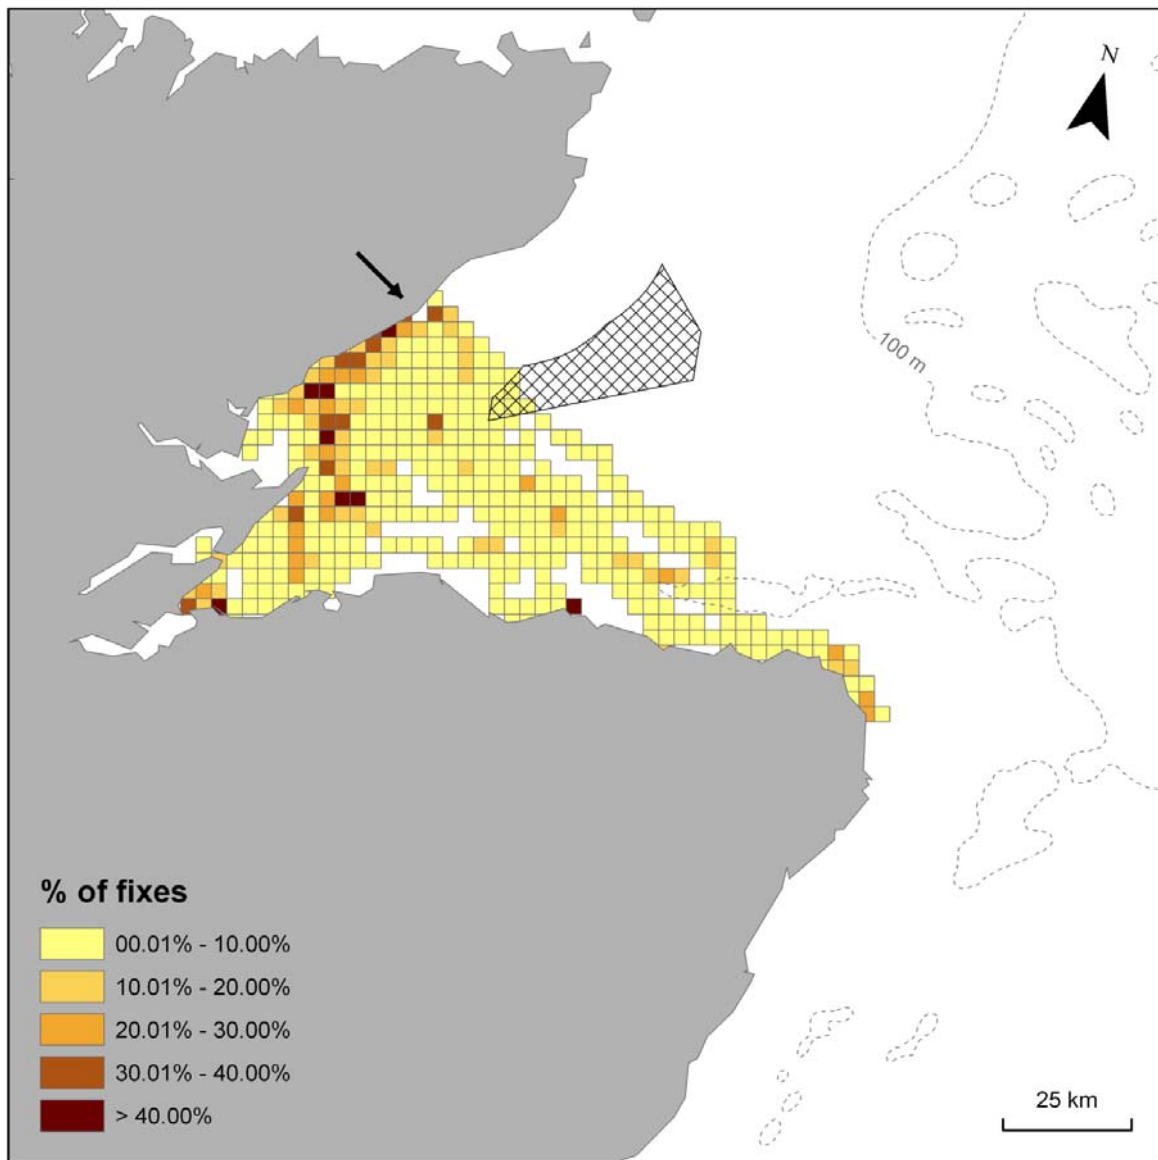 N
100 m
% of fixes
00.01% - 10.00%
10.01% - 20.00%
20.01% - 30.00%
30.01% - 40.00%
> 40.00%
25 km